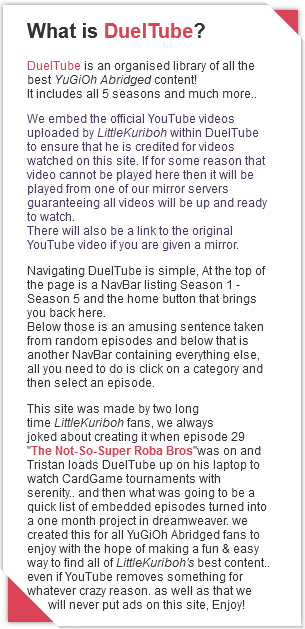 What is DuelTube?
DuelTube is an organised library of all the
best YuGiOh Abridged content!
It includes all 5 seasons and much more..
We embed the official YouTube videos
uploaded by LittleKuriboh within DuelTube
to ensure that he is credited for videos
watched on this site. If for some reason that
video cannot be played here then it will be
played from one of our mirror servers
guaranteeing all videos will be up and ready
to watch.
There will also be a link to the original
YouTube video if you are given a mirror.
Navigating DuelTube is simple, At the top of
the page is a NavBar listing Season 1 -
Season 5 and the home button that brings
you back here.
Below those is an amusing sentence taken
from random episodes and below that is
another NavBar containing everything else,
all you need to do is click on a category and
then select an episode.
This site was made by two long
time LittleKuriboh fans, we always
joked about creating it when episode 29
"The Not-So-Super Roba Bros"was on and
Tristan loads DuelTube up on his laptop to
watch CardGame tournaments with
serenity.. and then what was going to be a
quick list of embedded episodes turned into
a one month project in dreamweaver. we
created this for all YuGiOh Abridged fans to
enjoy with the hope of making a fun & easy
way to find all of LittleKuriboh's best content..
even if YouTube removes something for
whatever crazy reason. as well as that we
will never put ads on this site, Enjoy!